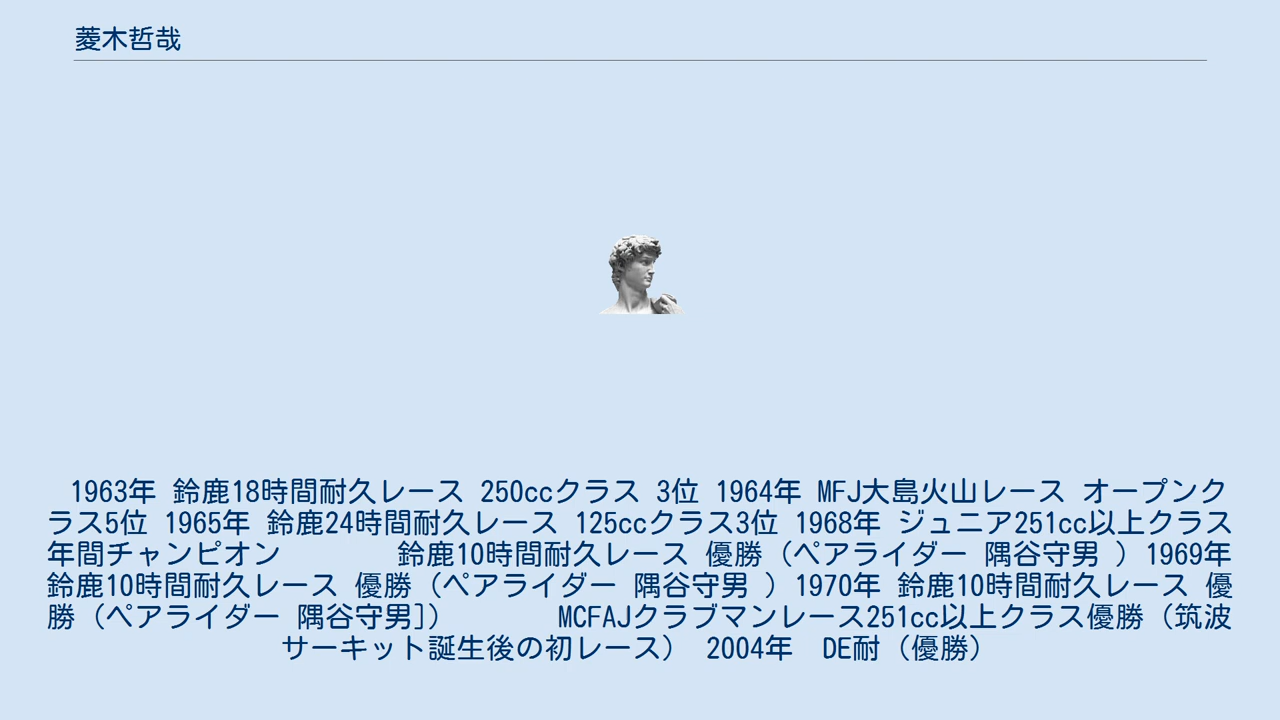 菱木哲哉
1963年 鈴鹿18時間耐久レース 250ccクラス 3位 1964年 MFJ大島火山レース オープンク
ラス5位 1965年 鈴鹿24時間耐久レース 125ccクラス3位 1968年 ジュニア251cc以上クラス
年間チャンピオン　　　　鈴鹿10時間耐久レース 優勝（ペアライダー 隅谷守男 ）1969年
鈴鹿10時間耐久レース 優勝（ペアライダー 隅谷守男 ）1970年 鈴鹿10時間耐久レース 優
勝（ペアライダー 隅谷守男]）　　　　MCFAJクラブマンレース251cc以上クラス優勝（筑波
サーキット誕生後の初レース） 2004年　DE耐（優勝）